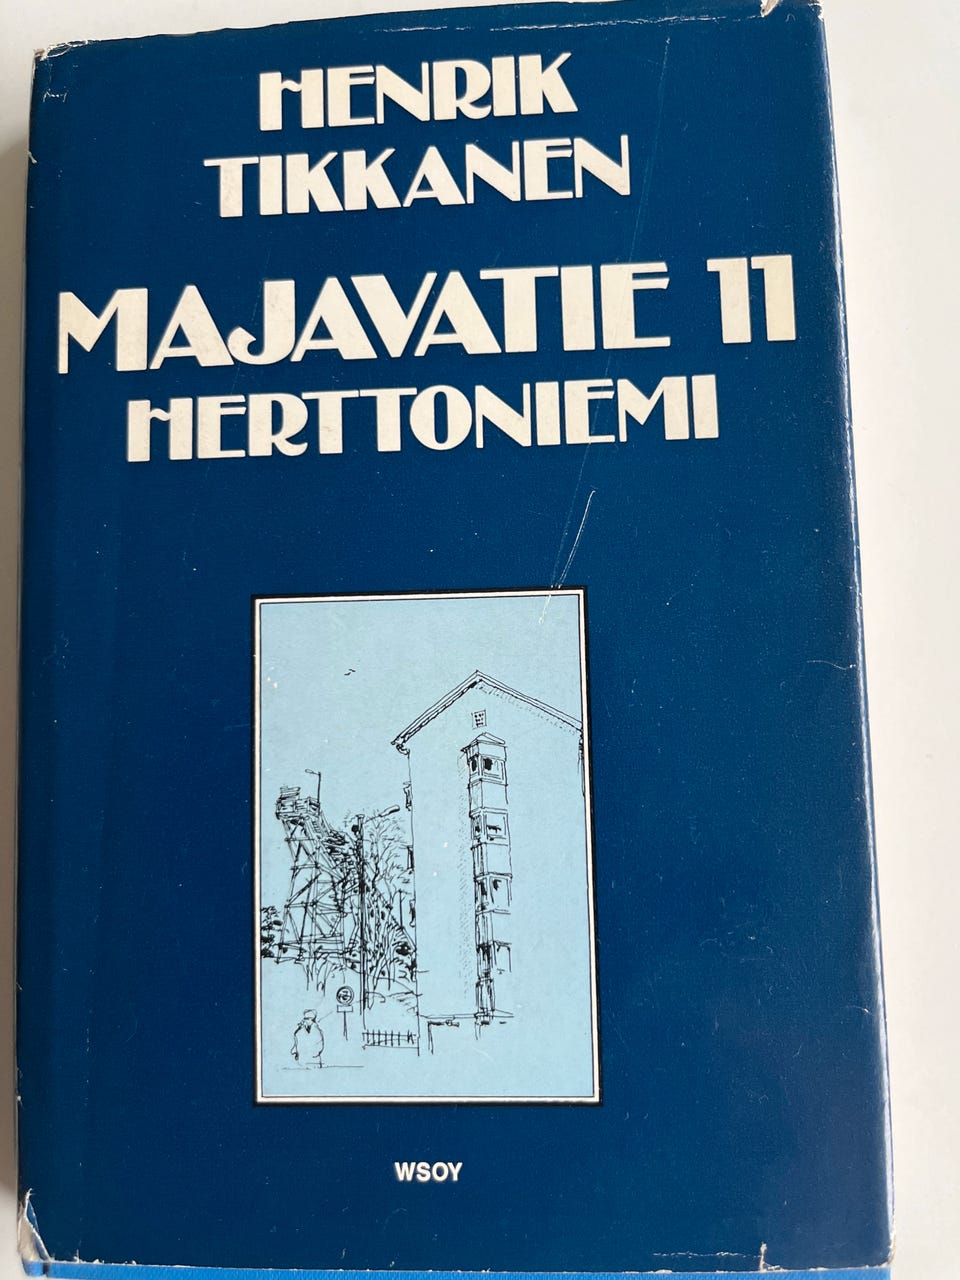 HENRIK
TIKKANEN
MAJAVATIE 11
HERTTONIEMI
WSOY